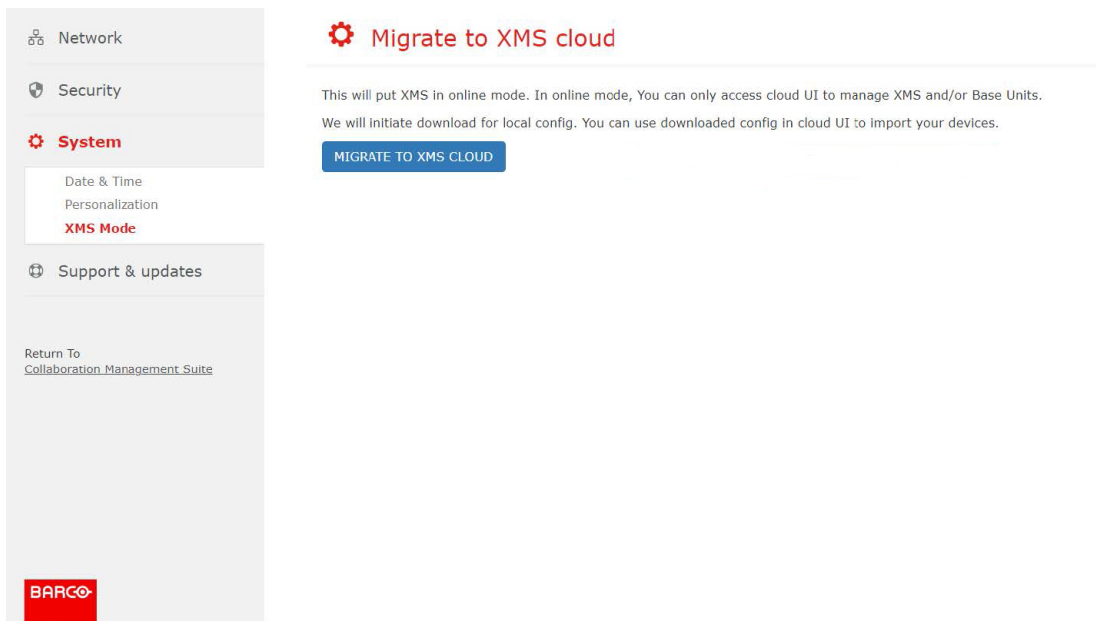 Network
Security
System
Date & Time
Personalization
XMS Mode
Support & updates
Return To
Collaboration Management Suite
BARCO
Migrate to XMS cloud
This will put XMS in online mode. In online mode, You can only access cloud UI to manage XMS and/or Base Units.
We will initiate download for local config. You can use downloaded config in cloud UI to import your devices.
MIGRATE TO XMS CLOUD